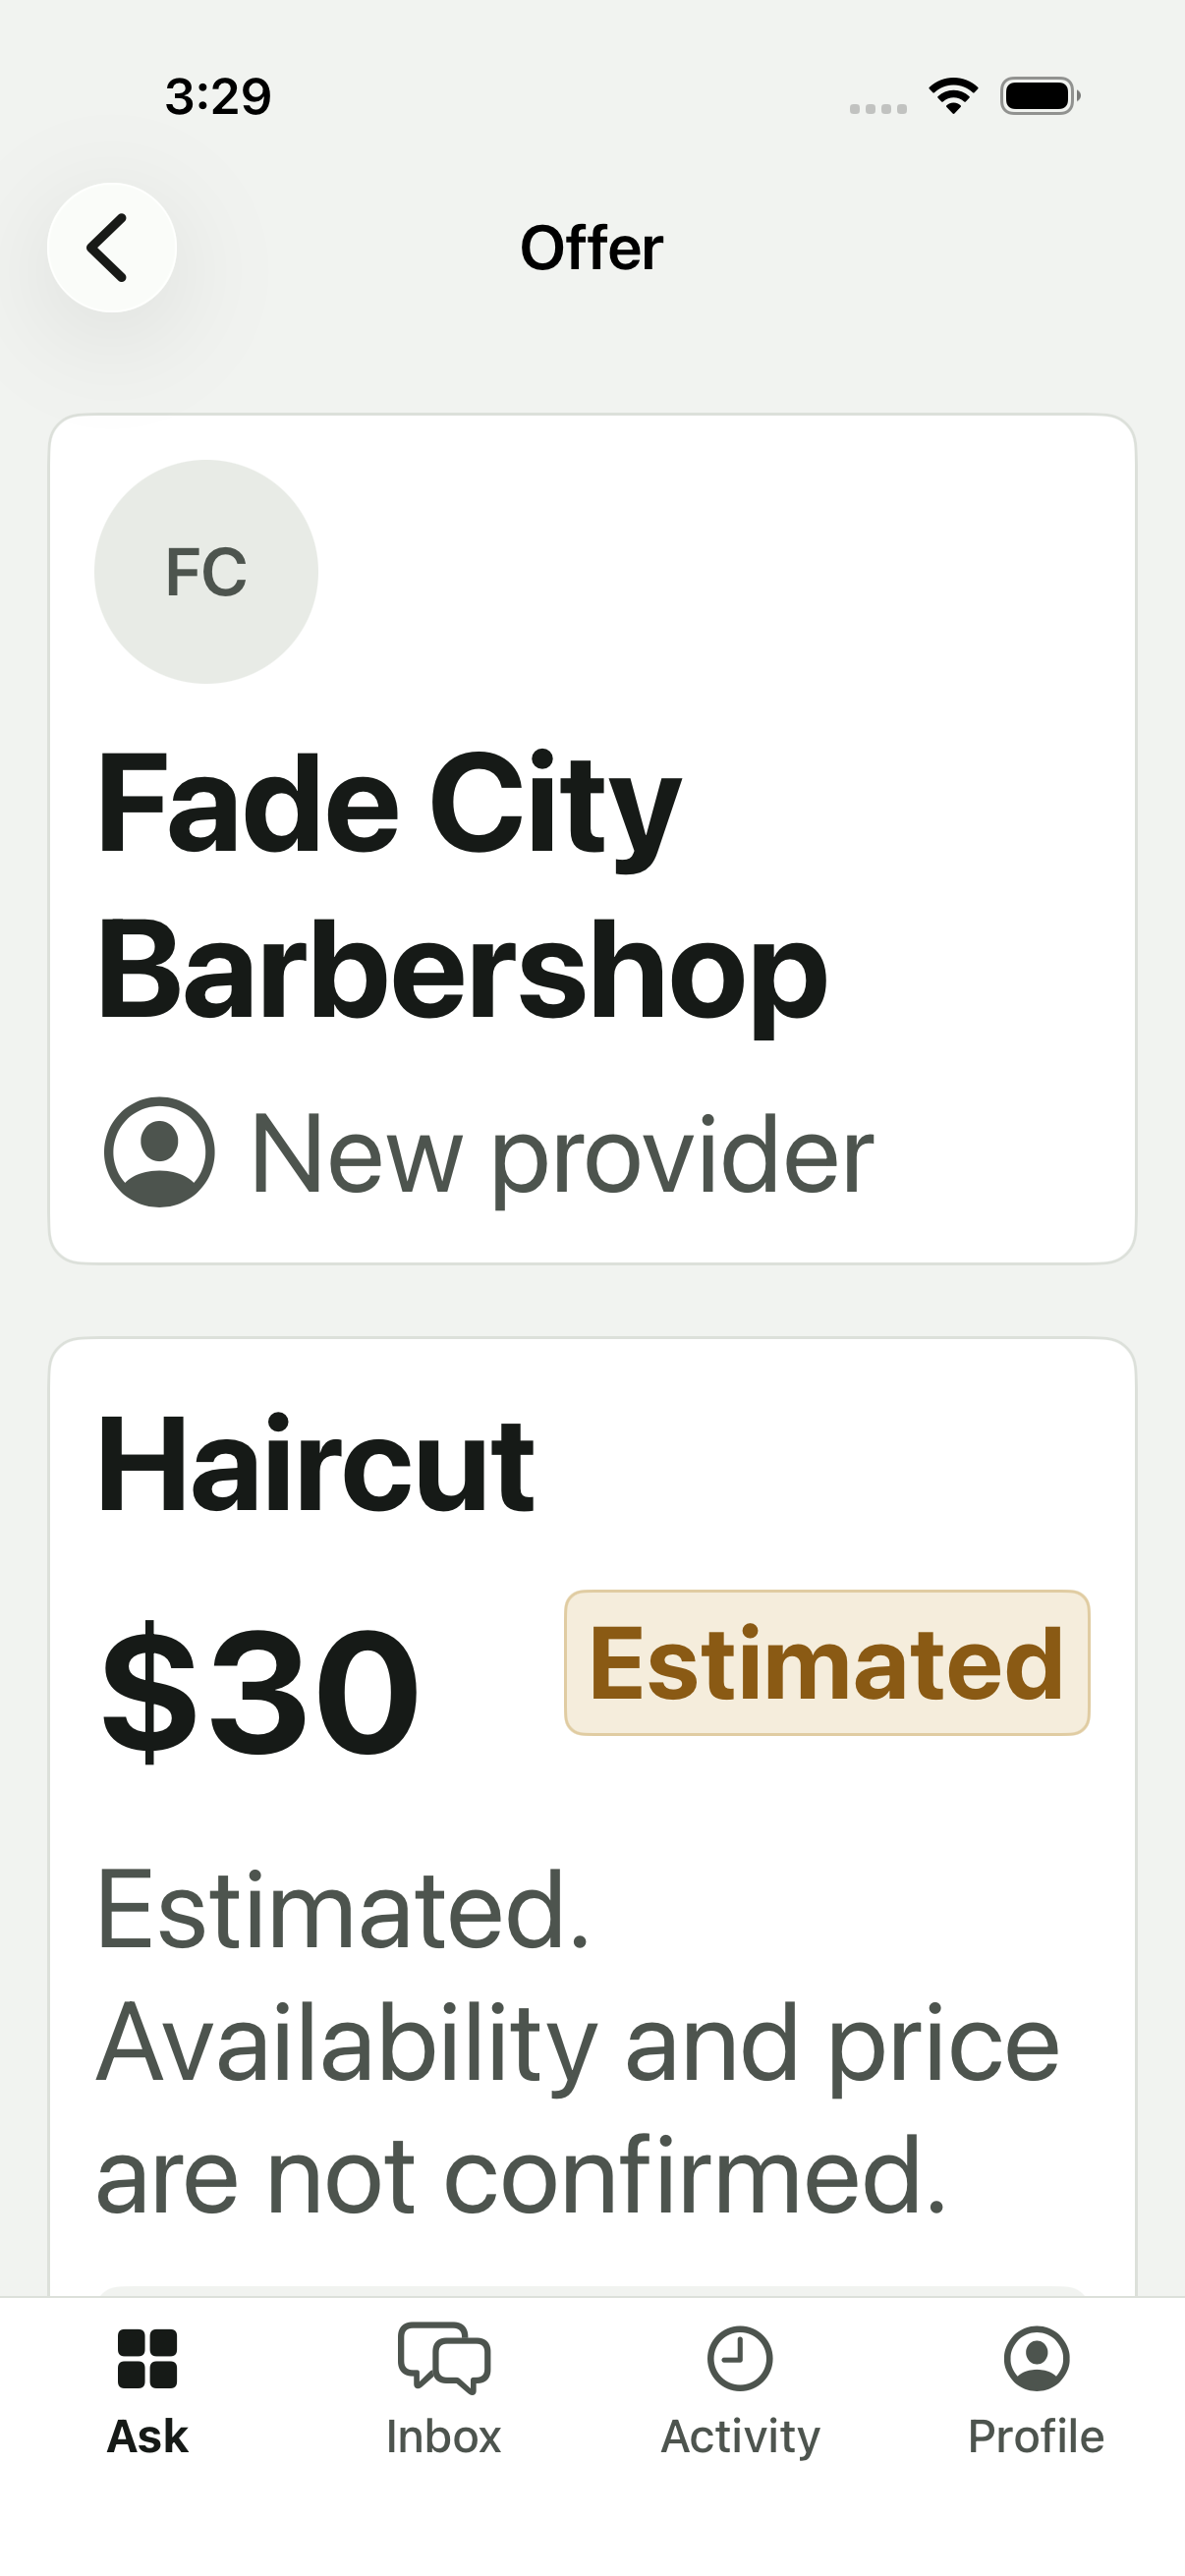 3:29
Offer
FC
Fade City
Barbershop
New provider
Haircut
$30
Estimated
Estimated.
Availability and price
are not confirmed.
Ask
Inbox
Activity
Profile